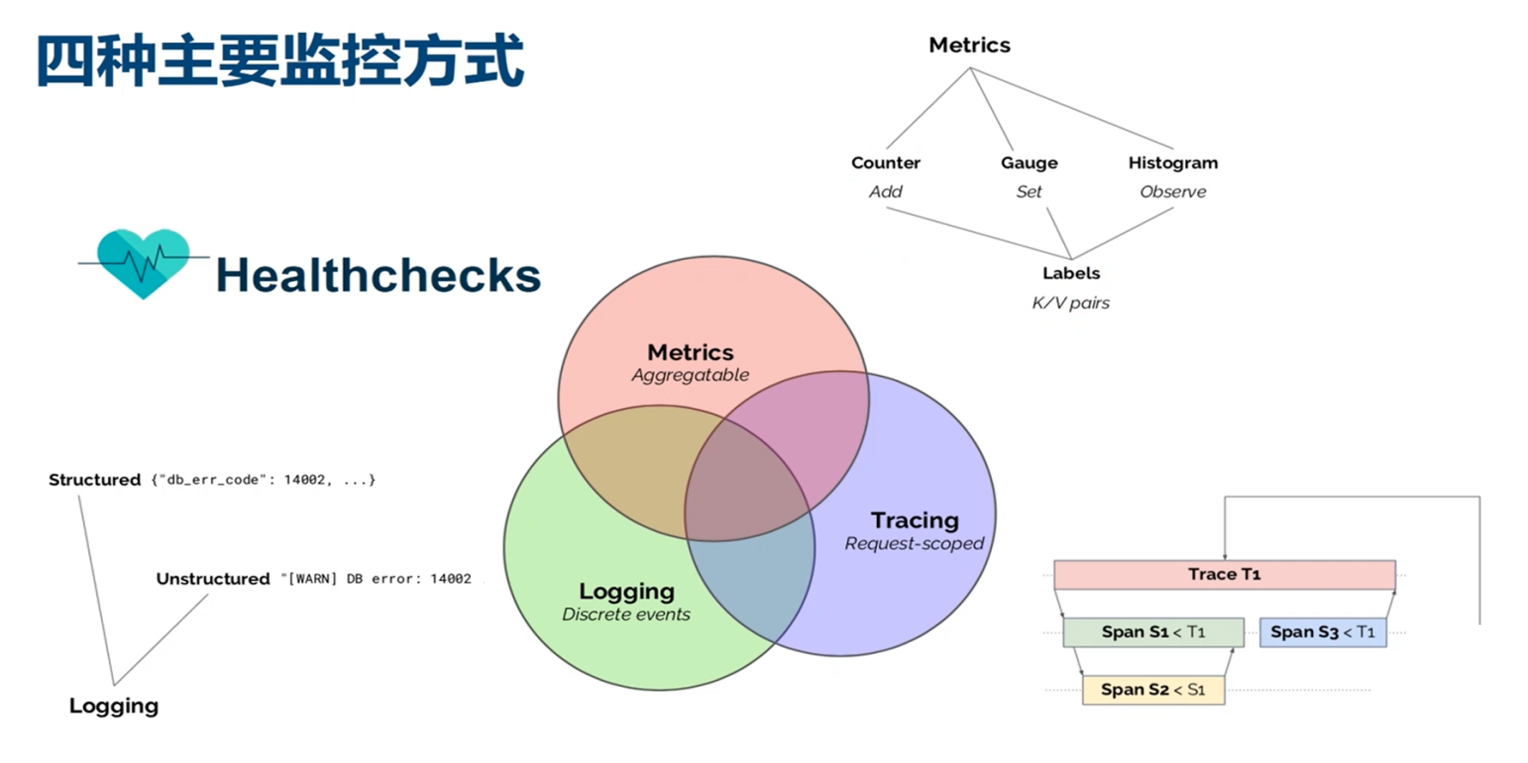 四种主要监控方式
Metrics
Counter
Gauge
Histogram
Add
Set
Observe
Labels
K/V pairs
Healthchecks
Metrics
Aggregatable
Tracing
Request-scoped
Logging
Discrete events
Structured {"db_err_code": 14002, ...}
Unstructured "[WARN] DB error: 14002
Logging
Trace T1
Span S1 < T1
Span S3 < T1
Span S2 < S1